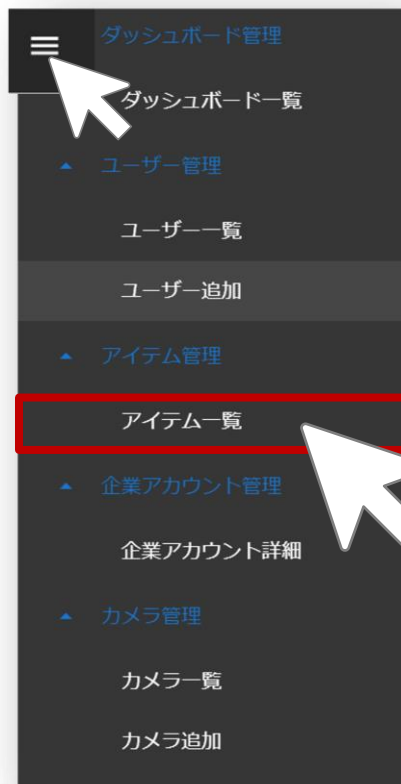 ダッシュボード管理
ダッシュボード一覧
ユーザー管理
ユーザー一覧
ユーザー追加
アイテム管理
アイテム一覧
企業アカウント管理
企業アカウント詳細
カメラ管理
カメラ一覧
カメラ追加